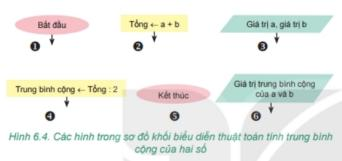 Bắt đầu
Tổng ← a + b
Giá trị a, giá trị b
1
2
3
Trung bình cộng ← Tổng : 2
Kết thúc
Giá trị trung bình cộng
của a và b
4
5
6
Hình 6.4. Các hình trong sơ đồ khối biểu diễn thuật toán tính trung bình
cộng của hai số